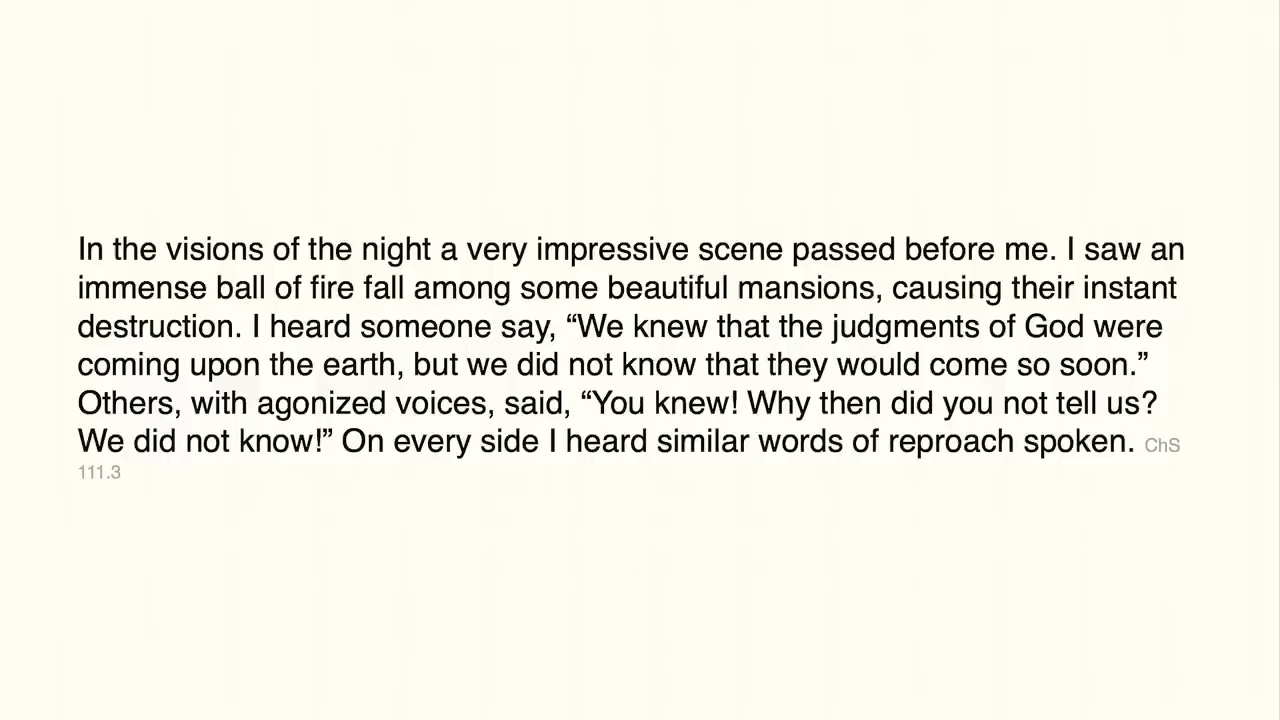 In the visions of the night a very impressive scene passed before me. I saw an
immense ball of fire fall among some beautiful mansions, causing their instant
destruction. I heard someone say, “We knew that the judgments of God were
coming upon the earth, but we did not know that they would come so soon.”
Others, with agonized voices, said, “You knew! Why then did you not tell us?
We did not know!” On every side I heard similar words of reproach spoken. ChS
111.3